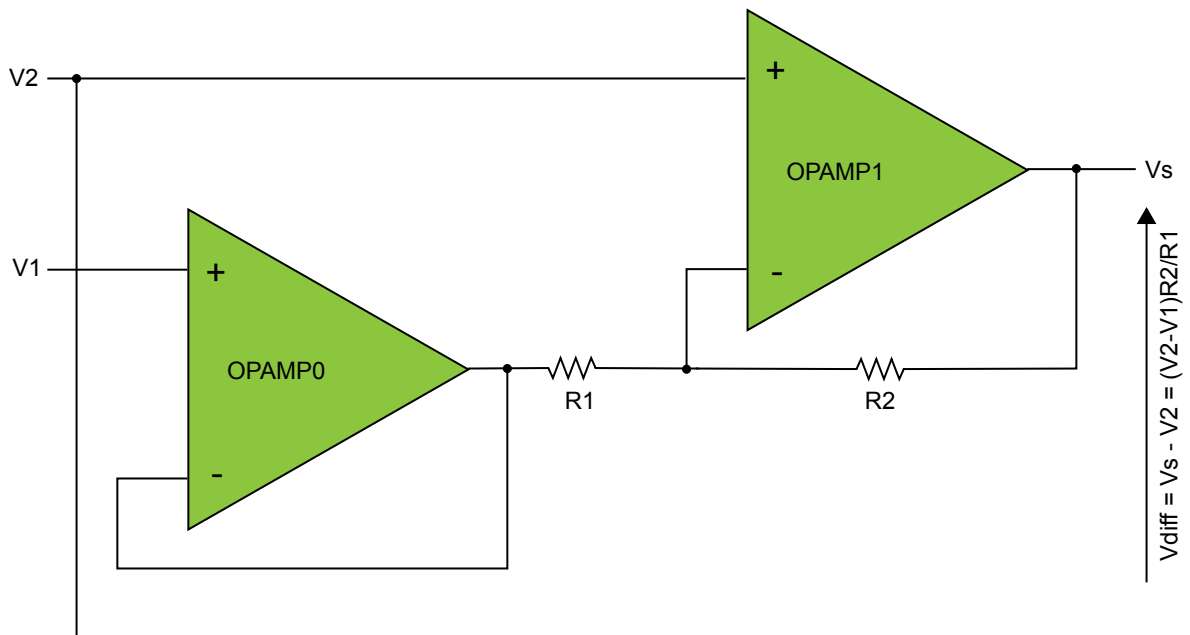 V2
+
OPAMP1
Vs
V1
+
-
OPAMP0
R1
R2
-
Vdiff = Vs - V2 = (V2-V1)R2/R1